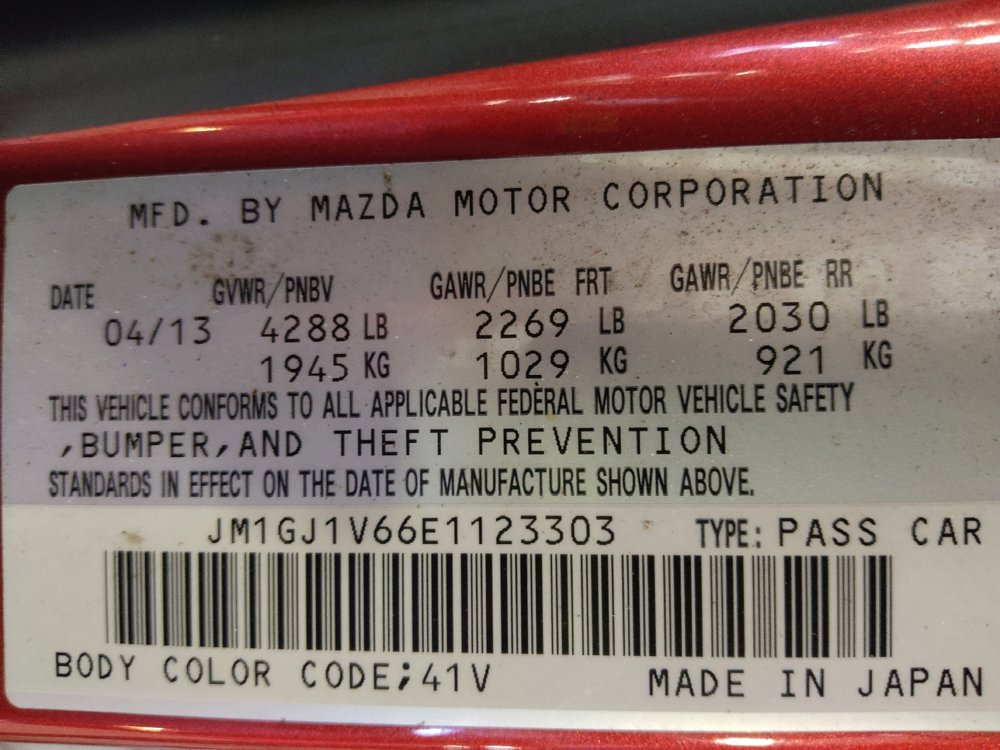 MFD. BY MAZDA MOTOR CORPORATION
DATE GVWR/PNBV GAWR/PNBE FRT GAWR/PNBE RR
04/13 4288 LB 2269 LB 2030 LB
1945 KG 1029 KG 921 KG
THIS VEHICLE CONFORMS TO ALL APPLICABLE FEDERAL MOTOR VEHICLE SAFETY
,BUMPER,AND THEFT PREVENTION
STANDARDS IN EFFECT ON THE DATE OF MANUFACTURE SHOWN ABOVE.
JM1GJ1V66E1123303 TYPE: PASS CAR
BODY COLOR CODE;41V MADE IN JAPAN